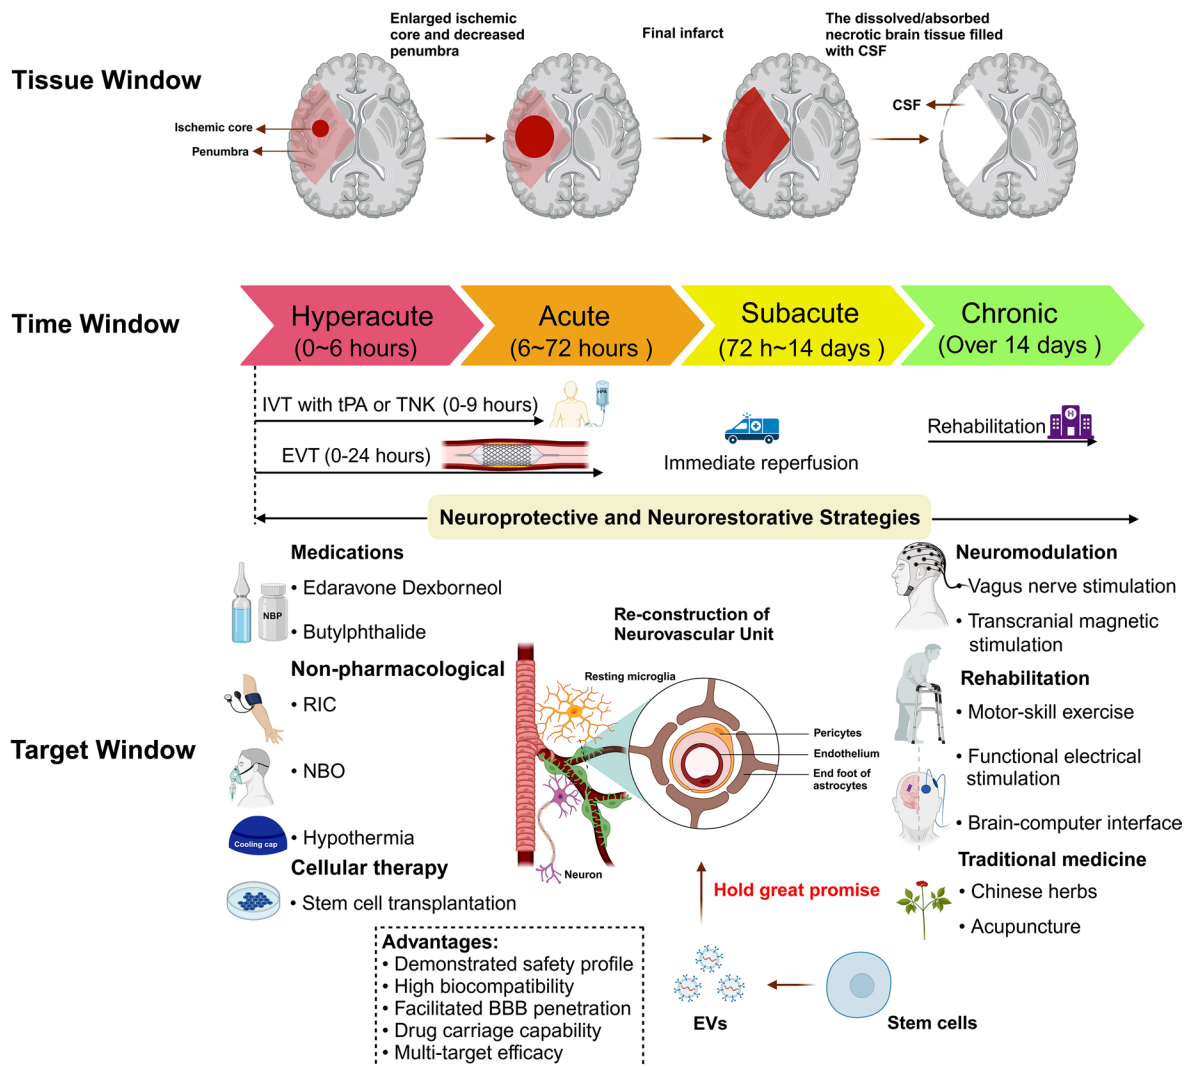 Enlarged ischemic
core and decreased
penumbra
Final infarct
The dissolved/absorbed
necrotic brain tissue filled
with CSF
Tissue Window
Ischemic core
Penumbra
CSF
Time Window
Hyperacute
(0~6 hours)
Acute
(6~72 hours )
Subacute
(72 h~14 days )
Chronic
(Over 14 days )
IVT with tPA or TNK (0-9 hours)
tPA
EVT (0-24 hours)
Immediate reperfusion
Rehabilitation
H
Neuroprotective and Neurorestorative Strategies
Target Window
Medications
• Edaravone Dexborneol
NBP
• Butylphthalide
Non-pharmacological
• RIC
• NBO
Cooling cap
• Hypothermia
Cellular therapy
• Stem cell transplantation
Re-construction of
Neurovascular Unit
Resting microglia
Pericytes
Endothelium
End foot of
astrocytes
Neuron
Neuromodulation
• Vagus nerve stimulation
• Transcranial magnetic
stimulation
Rehabilitation
• Motor-skill exercise
• Functional electrical
stimulation
• Brain-computer interface
Traditional medicine
• Chinese herbs
• Acupuncture
Hold great promise
Advantages:
• Demonstrated safety profile
• High biocompatibility
• Facilitated BBB penetration
• Drug carriage capability
• Multi-target efficacy
EVs
Stem cells